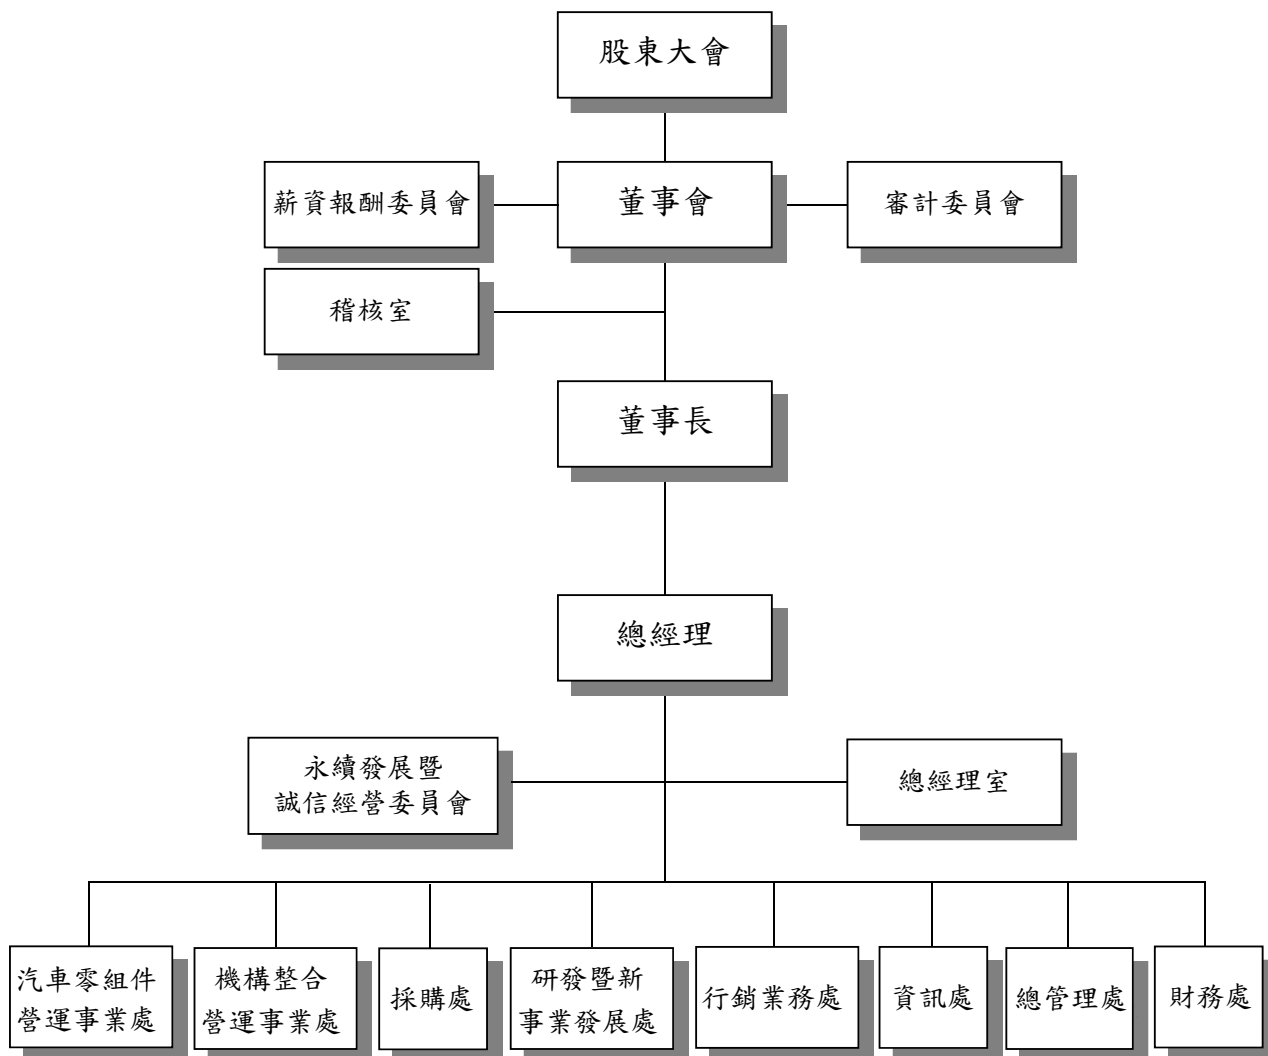 股東大會
薪資報酬委員會
董事會
審計委員會
稽核室
董事長
總經理
永續發展暨
誠信經營委員會
總經理室
汽車零組件
營運事業處
機構整合
營運事業處
採購處
研發暨新
事業發展處
行銷業務處
資訊處
總管理處
財務處